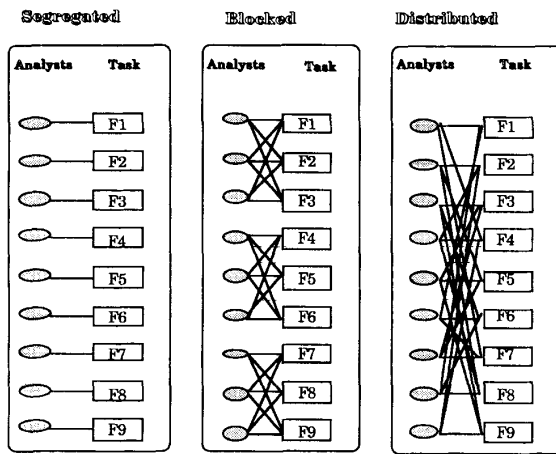 Segregated
Analysts Task
F1
F2
F3
F4
F5
F6
F7
F8
F9
Blocked
Analysts Task
F1
F2
F3
F4
F5
F6
F7
F8
F9
Distributed
Analysts Task
F1
F2
F3
F4
F5
F6
F7
F8
F9